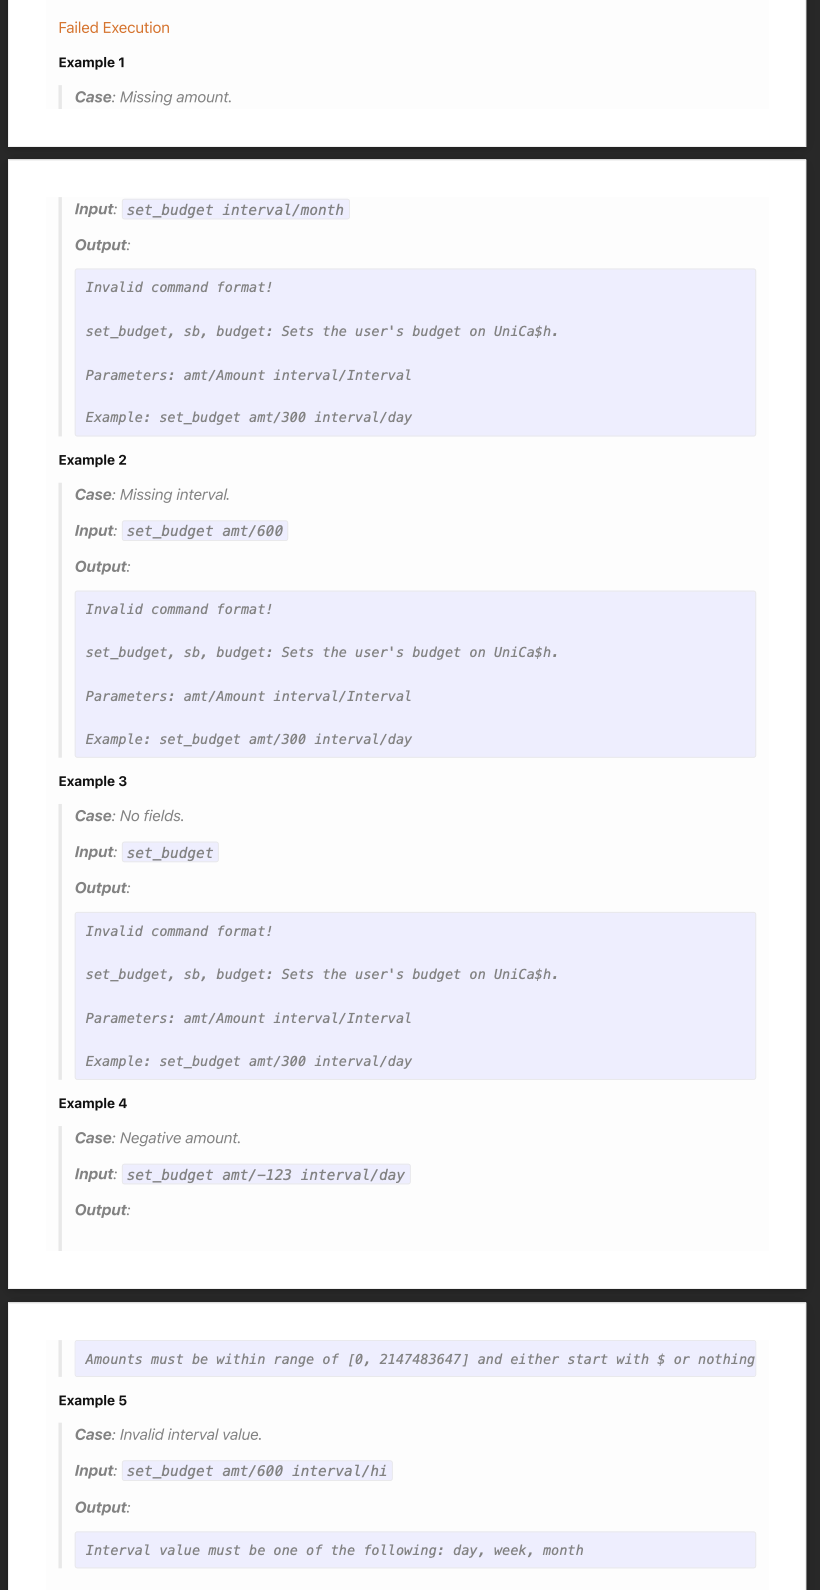 Failed Execution
Example 1
Case: Missing amount.
Input: set_budget interval/month
Output:
Invalid command format!
set_budget, sb, budget: Sets the user's budget on UniCa$h.
Parameters: amt/Amount interval/Interval
Example: set_budget amt/300 interval/day
Example 2
Case: Missing interval.
Input: set_budget amt/600
Output:
Invalid command format!
set_budget, sb, budget: Sets the user's budget on UniCa$h.
Parameters: amt/Amount interval/Interval
Example: set_budget amt/300 interval/day
Example 3
Case: No fields.
Input: set_budget
Output:
Invalid command format!
set_budget, sb, budget: Sets the user's budget on UniCa$h.
Parameters: amt/Amount interval/Interval
Example: set_budget amt/300 interval/day
Example 4
Case: Negative amount.
Input: set_budget amt/-123 interval/day
Output:
Amounts must be within range of [0, 2147483647] and either start with $ or nothing
Example 5
Case: Invalid interval value.
Input: set_budget amt/600 interval/hi
Output:
Interval value must be one of the following: day, week, month